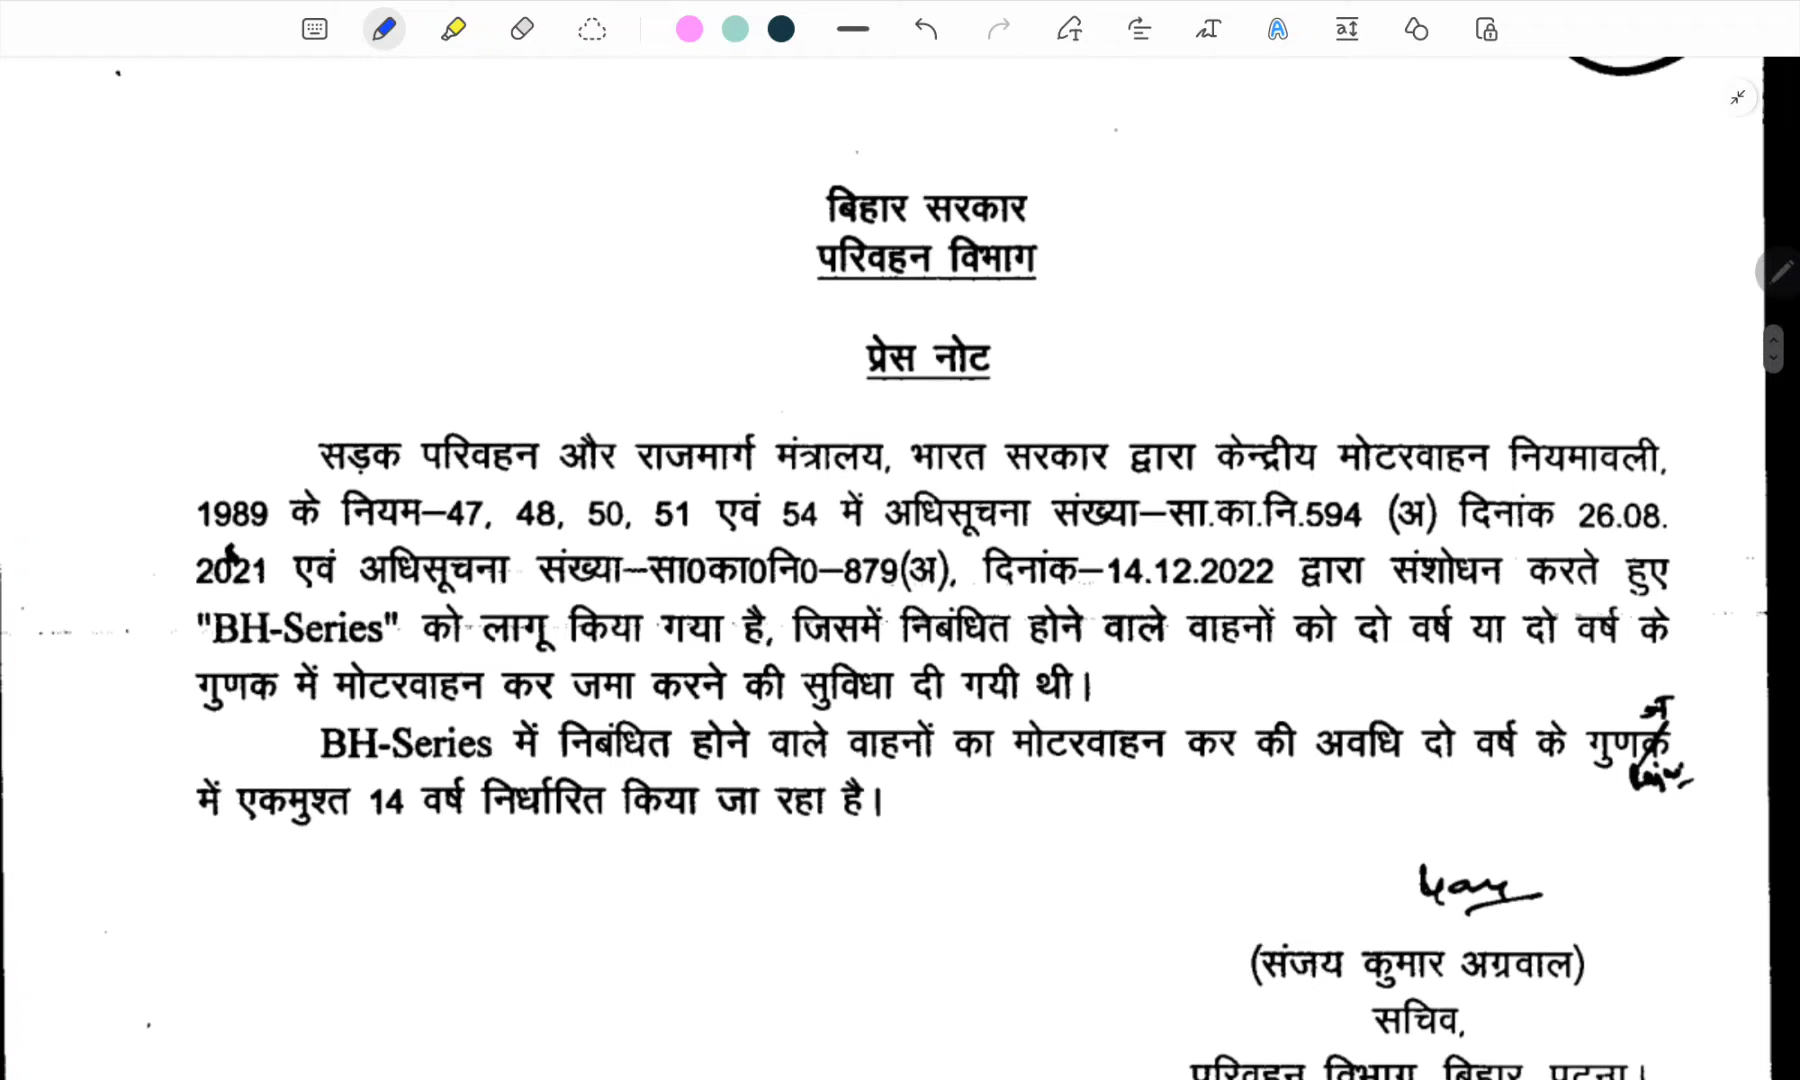 बिहार सरकार
परिवहन विभाग
प्रेस नोट
सड़क परिवहन और राजमार्ग मंत्रालय, भारत सरकार द्वारा केन्द्रीय मोटरवाहन नियमावली,
1989 के नियम–47, 48, 50, 51 एवं 54 में अधिसूचना संख्या–सा.का.नि.594 (अ) दिनांक 26.08.
2021 एवं अधिसूचना संख्या–सा0का0नि0–879(अ), दिनांक–14.12.2022 द्वारा संशोधन करते हुए
"BH-Series" को लागू किया गया है, जिसमें निबंधित होने वाले वाहनों को दो वर्ष या दो वर्ष के
गुणक में मोटरवाहन कर जमा करने की सुविधा दी गयी थी।
BH-Series में निबंधित होने वाले वाहनों का मोटरवाहन कर की अवधि दो वर्ष के गुणक
में एकमुश्त 14 वर्ष निर्धारित किया जा रहा है।
(संजय कुमार अग्रवाल)
सचिव,
परिवहन विभाग, बिहार, पटना।